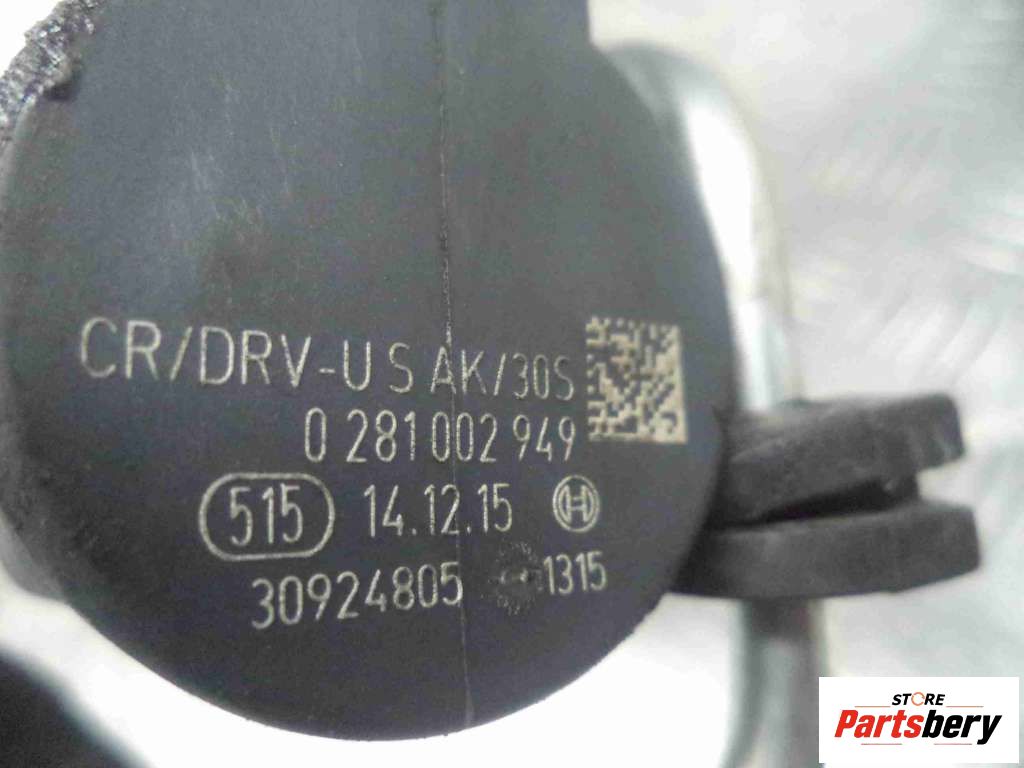 CR/DRV-U S AK/30S
0 281 002 949
515 14.12.15 H
30924805 1315
STORE
Partsbery